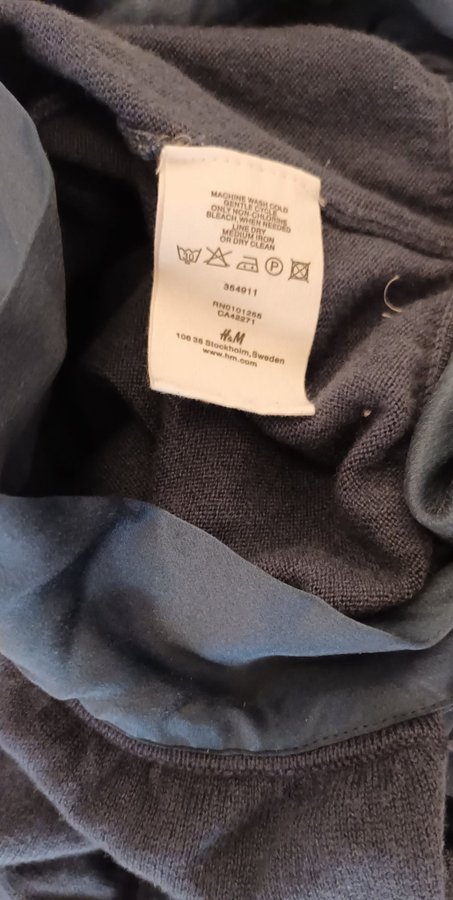 MACHINE WASH COLD
GENTLE CYCLE
ONLY NON-CHLORINE
BLEACH WHEN NEEDED
LINE DRY
MEDIUM IRON
OR DRY CLEAN
P
354911
RN0101255
CA42271
H&M
106 38 Stockholm, Sweden
www.hm.com